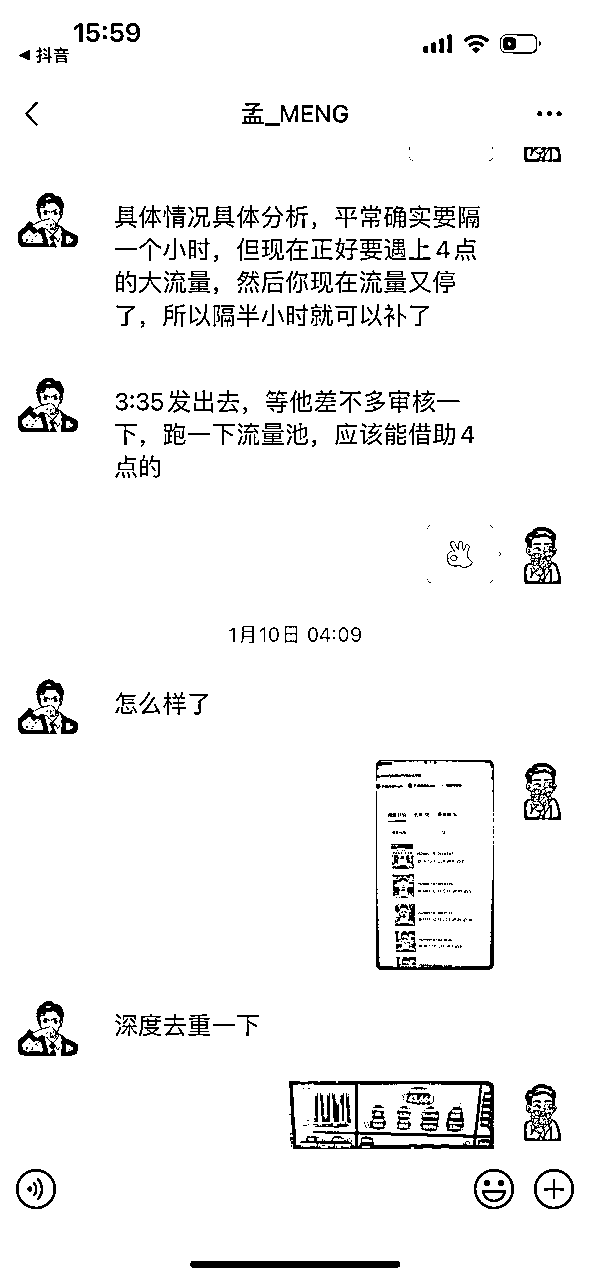 15:59
◀ 抖音
孟_MENG
具体情况具体分析，平常确实要隔
一个小时，但现在正好要遇上4点
的大流量，然后你现在流量又停
了，所以隔半小时就可以补了
3:35发出去，等他差不多审核一
下，跑一下流量池，应该能借助4
点的
1月10日 04:09
怎么样了
深度去重一下